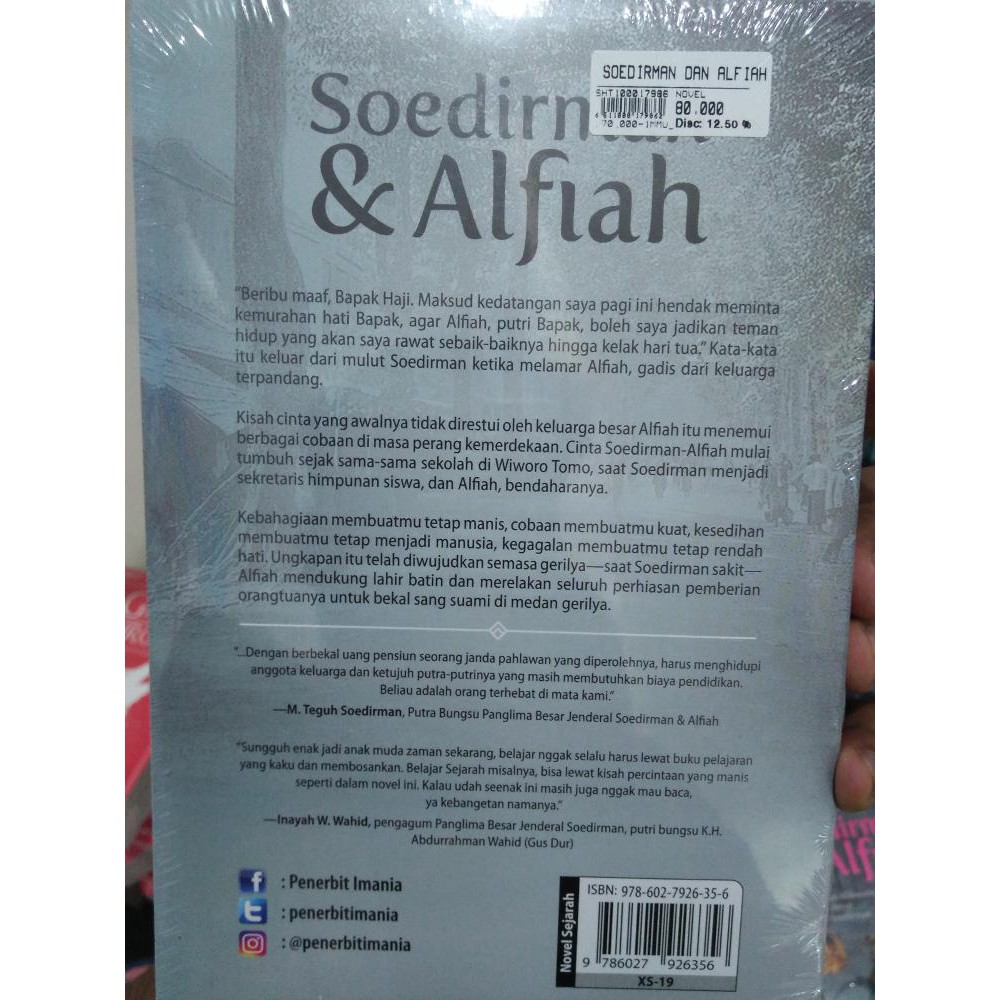 SOEDIRMAN DAN ALFIAH
SHT100017986 NOVEL
80.000
70.000-1MMU_ Disc: 12.50 %
Soedirman
& Alfiah
"Beribu maaf, Bapak Haji. Maksud kedatangan saya pagi ini hendak meminta
kemurahan hati Bapak, agar Alfiah, putri Bapak, boleh saya jadikan teman
hidup yang akan saya rawat sebaik-baiknya hingga kelak hari tua." Kata-kata
itu keluar dari mulut Soedirman ketika melamar Alfiah, gadis dari keluarga
terpandang.
Kisah cinta yang awalnya tidak direstui oleh keluarga besar Alfiah itu menemui
berbagai cobaan di masa perang kemerdekaan. Cinta Soedirman-Alfiah mulai
tumbuh sejak sama-sama sekolah di Wiworo Tomo, saat Soedirman menjadi
sekretaris himpunan siswa, dan Alfiah, bendaharanya.
Kebahagiaan membuatmu tetap manis, cobaan membuatmu kuat, kesedihan
membuatmu tetap menjadi manusia, kegagalan membuatmu tetap rendah
hati. Ungkapan itu telah diwujudkan semasa gerilya—saat Soedirman sakit—
Alfiah mendukung lahir batin dan merelakan seluruh perhiasan pemberian
orangtuanya untuk bekal sang suami di medan gerilya.
"...Dengan berbekal uang pensiun seorang janda pahlawan yang diperolehnya, harus menghidupi
anggota keluarga dan ketujuh putra-putrinya yang masih membutuhkan biaya pendidikan.
Beliau adalah orang terhebat di mata kami."
—M. Teguh Soedirman, Putra Bungsu Panglima Besar Jenderal Soedirman & Alfiah
"Sungguh enak jadi anak muda zaman sekarang, belajar nggak selalu harus lewat buku pelajaran
yang kaku dan membosankan. Belajar Sejarah misalnya, bisa lewat kisah percintaan yang manis
seperti dalam novel ini. Kalau udah seenak ini masih juga nggak mau baca,
ya kebangetan namanya."
—Inayah W. Wahid, pengagum Panglima Besar Jenderal Soedirman, putri bungsu K.H.
Abdurrahman Wahid (Gus Dur)
: Penerbit Imania
: penerbitimania
: @penerbitimania
Novel Sejarah
ISBN: 978-602-7926-35-6
9 786027 926356
XS-19